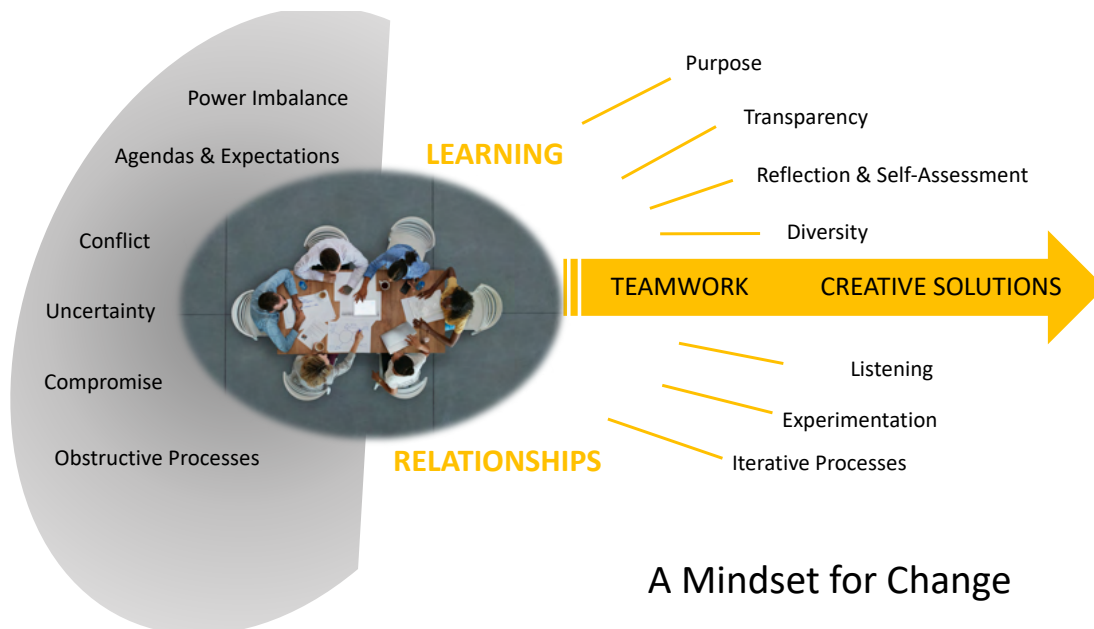 Power Imbalance
Agendas & Expectations
Conflict
Uncertainty
Compromise
Obstructive Processes
LEARNING
RELATIONSHIPS
Purpose
Transparency
Reflection & Self-Assessment
Diversity
TEAMWORK
CREATIVE SOLUTIONS
Listening
Experimentation
Iterative Processes
A Mindset for Change